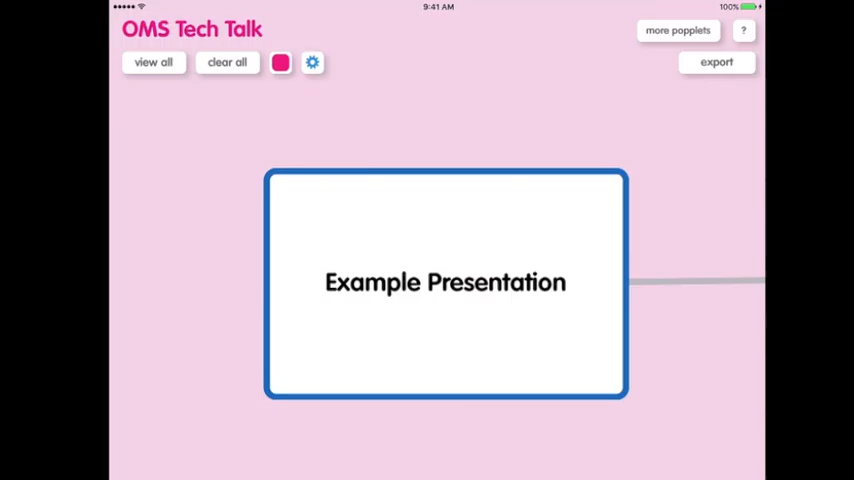 9:41 AM
100%
OMS Tech Talk
more popplets
?
view all
clear all
export
Example Presentation